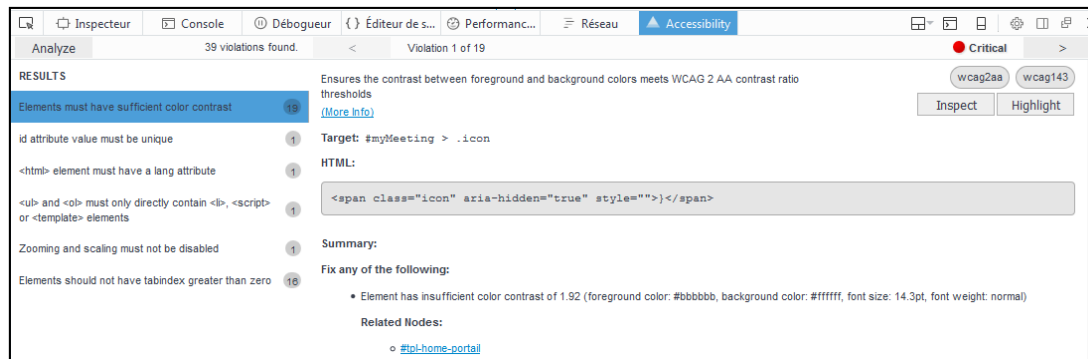 Inspecteur Console Débogueur { } Éditeur de s... Performanc... Réseau Accessibility
Analyze 39 violations found. < Violation 1 of 19 Critical >
RESULTS
Elements must have sufficient color contrast 19
id attribute value must be unique 1
<html> element must have a lang attribute 1
<ul> and <ol> must only directly contain <li>, <script>
or <template> elements 1
Zooming and scaling must not be disabled 1
Elements should not have tabindex greater than zero 16
Ensures the contrast between foreground and background colors meets WCAG 2 AA contrast ratio
thresholds
(More Info)
wcag2aa wcag143
Inspect Highlight
Target: #myMeeting > .icon
HTML:
<span class="icon" aria-hidden="true" style="">}</span>
Summary:
Fix any of the following:
• Element has insufficient color contrast of 1.92 (foreground color: #bbbbbb, background color: #ffffff, font size: 14.3pt, font weight: normal)
Related Nodes:
#tpl-home-portail